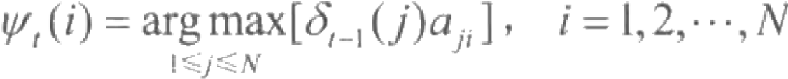 ψ_t(i) = arg max_{1≤j≤N} [δ_{t−1}(j)a_{ji}], i = 1, 2, ⋯, N